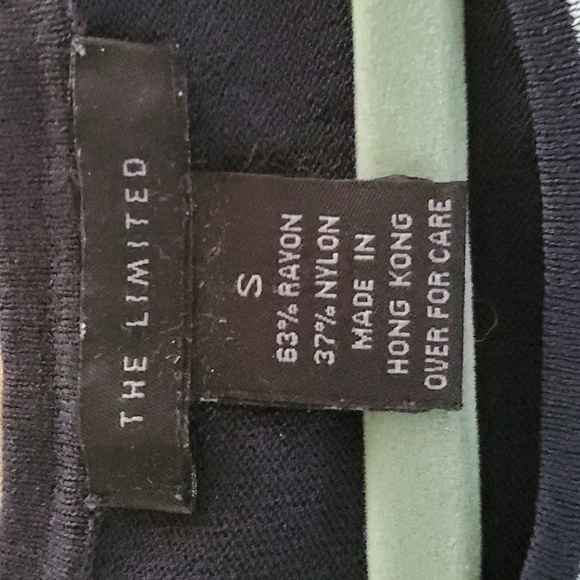 THE LIMITED
S
63% RAYON
37% NYLON
MADE IN
HONG KONG
OVER FOR CARE